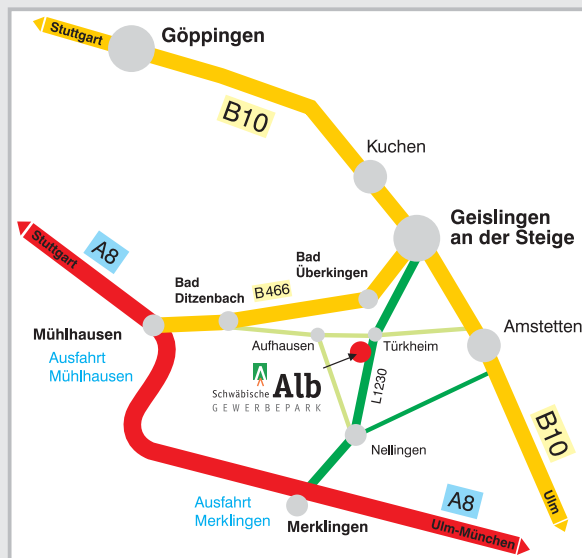 Stuttgart
Göppingen
B10
Kuchen
Geislingen
an der Steige
Stuttgart
A8
Bad
Überkingen
Bad
Ditzenbach
B466
Mühlhausen
Ausfahrt
Mühlhausen
Aufhausen
Türkheim
Amstetten
Schwäbische Alb
GEWERBEPARK
L1230
B10
Nellingen
Ausfahrt
Merklingen
Merklingen
A8
Ulm
Ulm-München